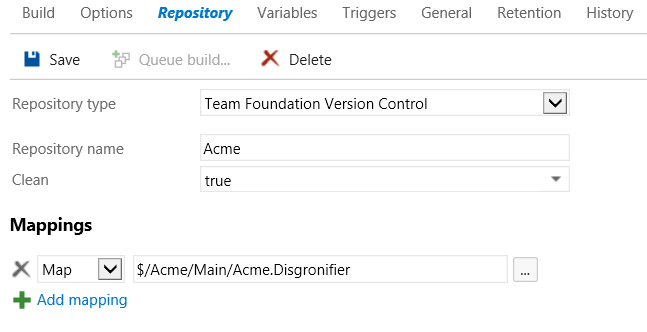 Build Options Repository Variables Triggers General Retention History
Save Queue build... Delete
Repository type Team Foundation Version Control
Repository name Acme
Clean true
Mappings
Map $/Acme/Main/Acme.Disgronifier ...
Add mapping